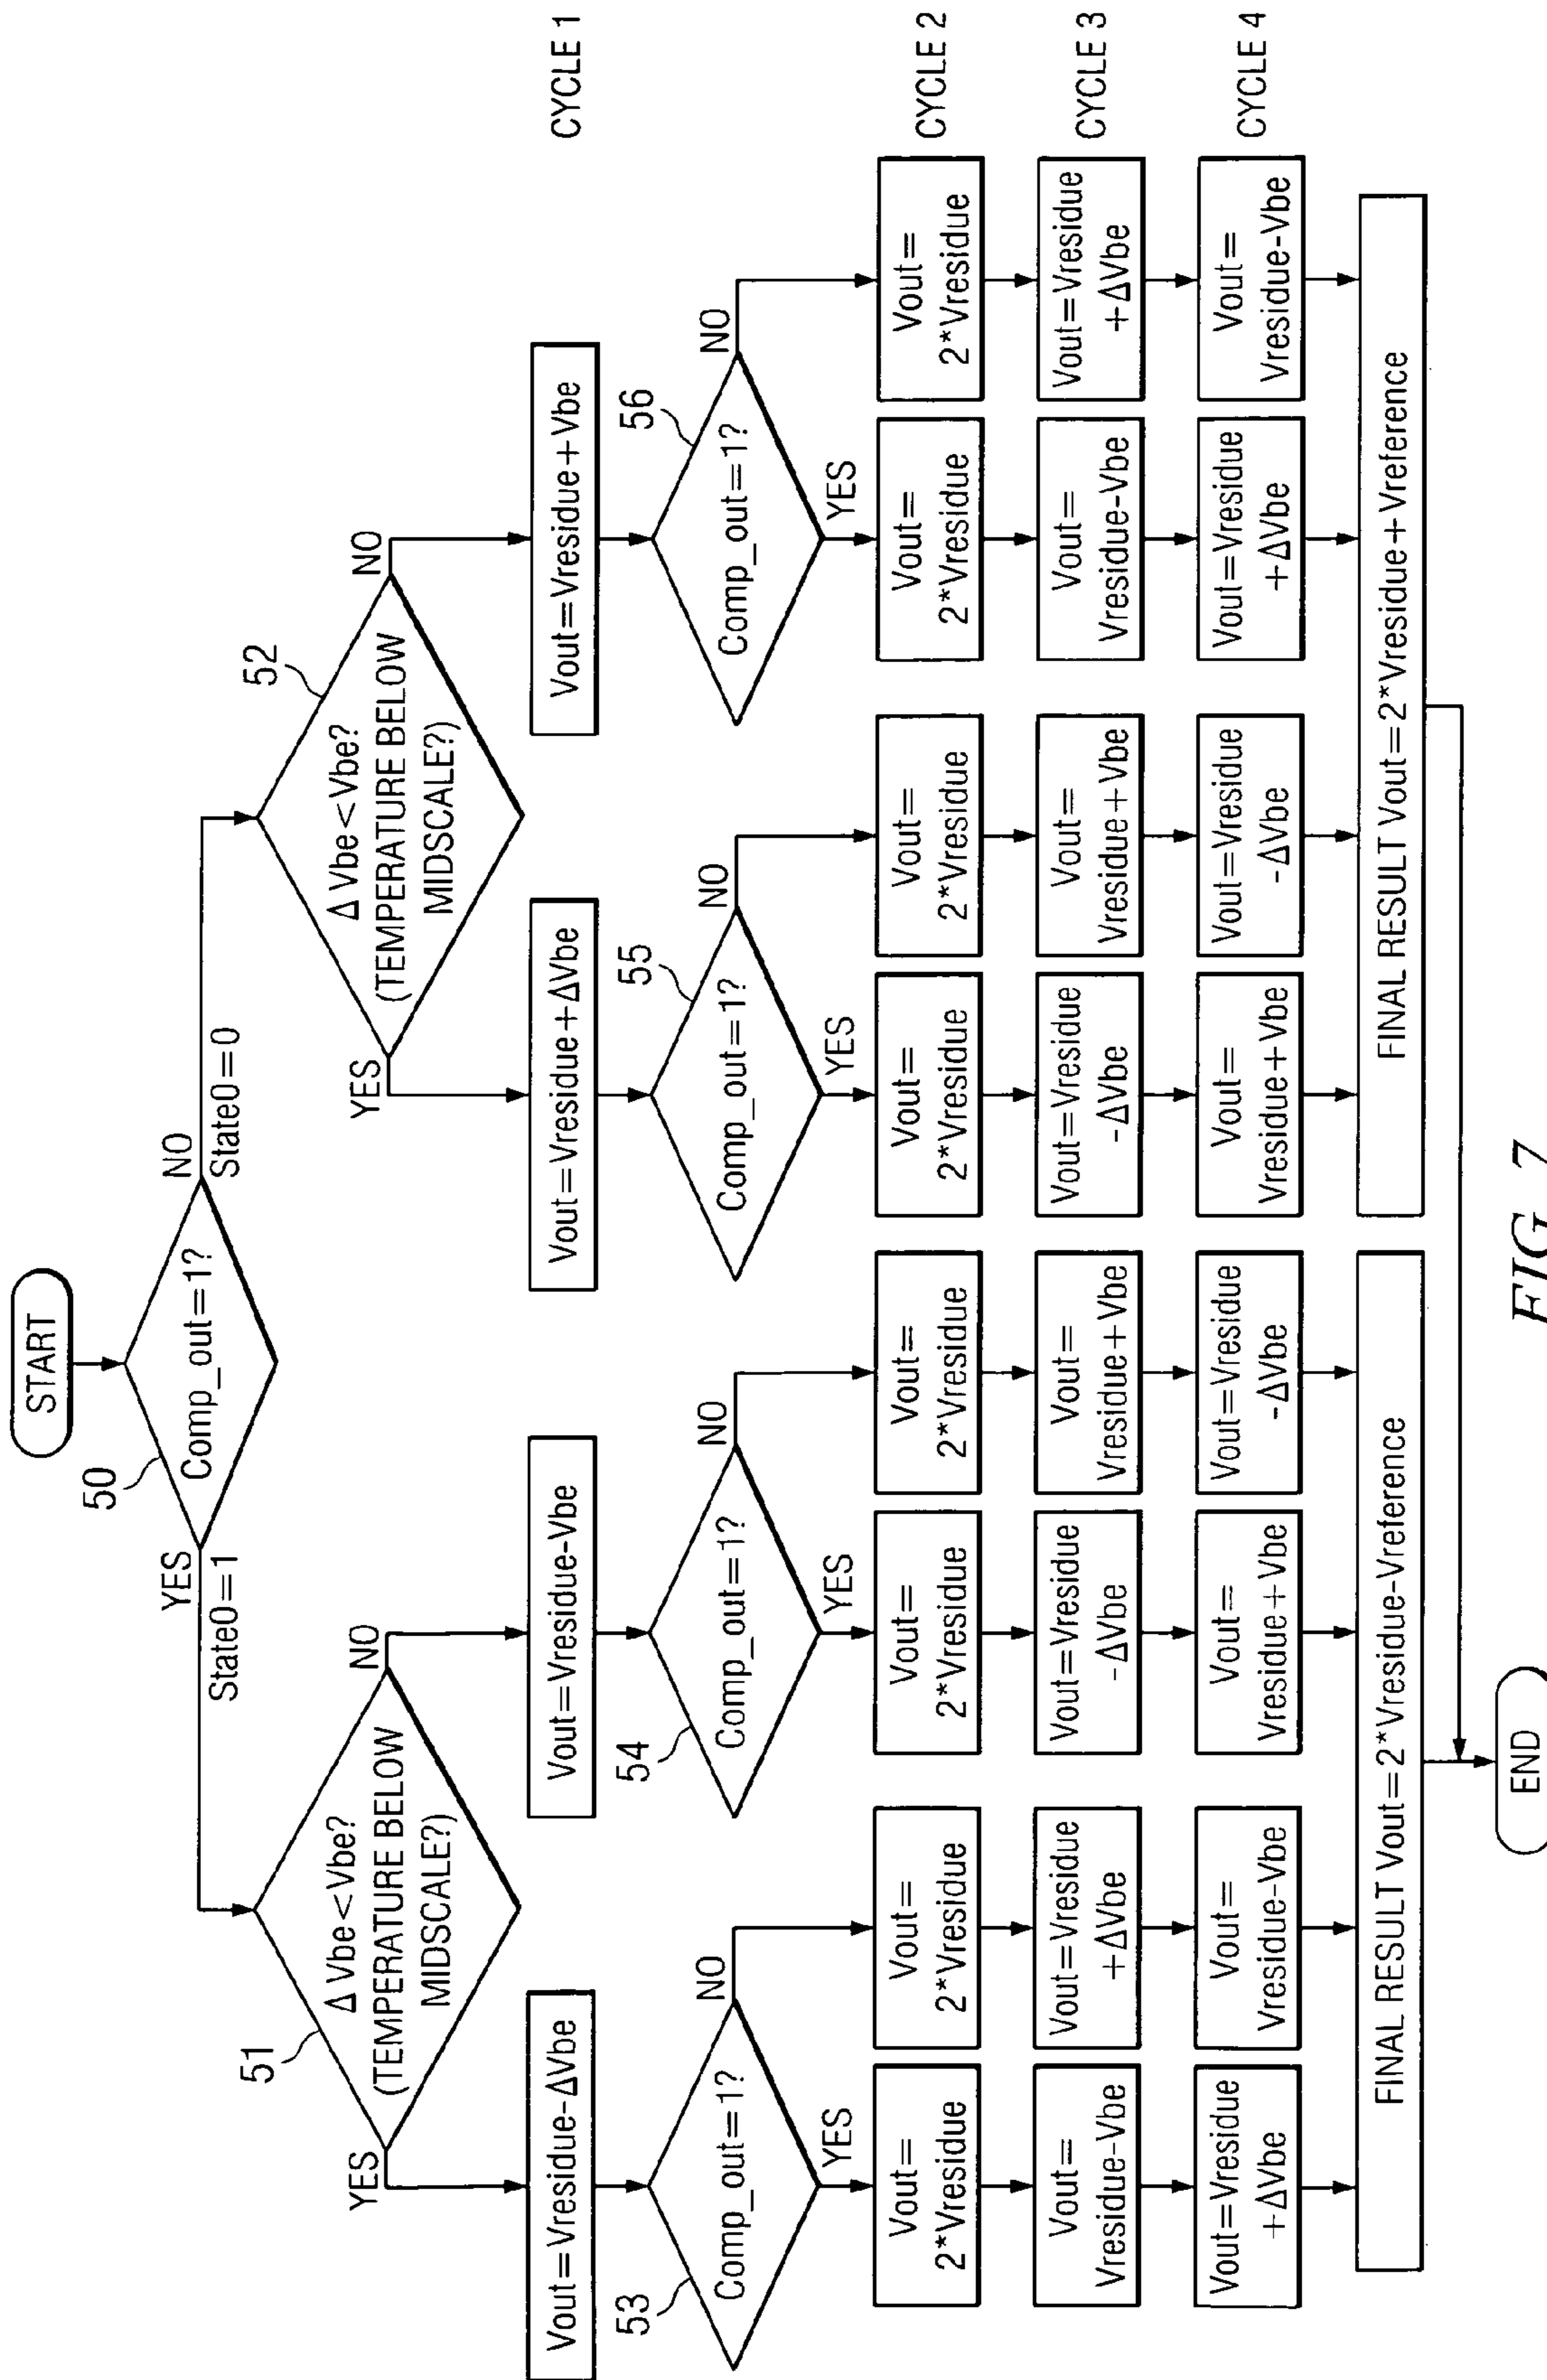 START
50
Comp_out=1?
YES
State0=1
NO
State0=0
51
Δ Vbe<Vbe?
(TEMPERATURE BELOW
MIDSCALE?)
YES
NO
52
Δ Vbe<Vbe?
(TEMPERATURE BELOW
MIDSCALE?)
YES
NO
Vout=Vresidue-ΔVbe
Vout=Vresidue-Vbe
Vout=Vresidue+ΔVbe
Vout=Vresidue+Vbe
CYCLE 1
53
Comp_out=1?
YES
NO
54
Comp_out=1?
YES
NO
55
Comp_out=1?
YES
NO
56
Comp_out=1?
YES
NO
Vout=
2*Vresidue
Vout=
2*Vresidue
Vout=
2*Vresidue
Vout=
2*Vresidue
Vout=
2*Vresidue
Vout=
2*Vresidue
Vout=
2*Vresidue
Vout=
2*Vresidue
CYCLE 2
Vout=
Vresidue-Vbe
Vout=Vresidue
+ΔVbe
Vout=Vresidue
-ΔVbe
Vout=
Vresidue+Vbe
Vout=Vresidue
-ΔVbe
Vout=
Vresidue+Vbe
Vout=
Vresidue-Vbe
Vout=Vresidue
+ΔVbe
CYCLE 3
Vout=Vresidue
+ΔVbe
Vout=
Vresidue-Vbe
Vout=
Vresidue+Vbe
Vout=Vresidue
-ΔVbe
Vout=
Vresidue+Vbe
Vout=Vresidue
-ΔVbe
Vout=Vresidue
+ΔVbe
Vout=
Vresidue-Vbe
CYCLE 4
FINAL RESULT Vout=2*Vresidue-Vreference
FINAL RESULT Vout=2*Vresidue+Vreference
END
FIG. 7